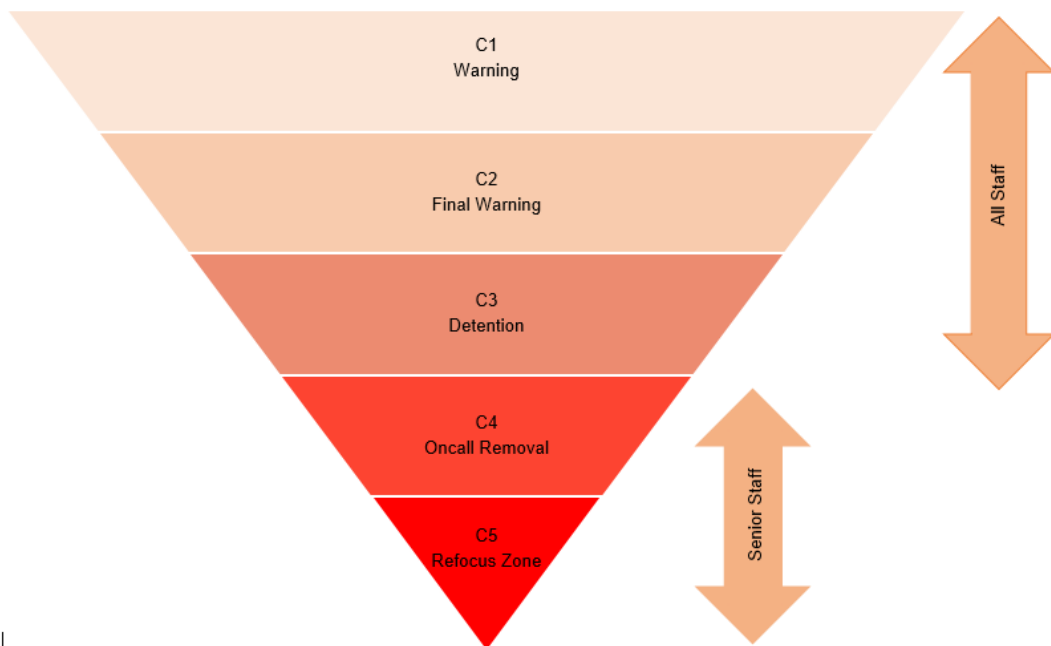 C1
Warning
C2
Final Warning
All Staff
C3
Detention
C4
Oncall Removal
Senior Staff
C5
Refocus Zone